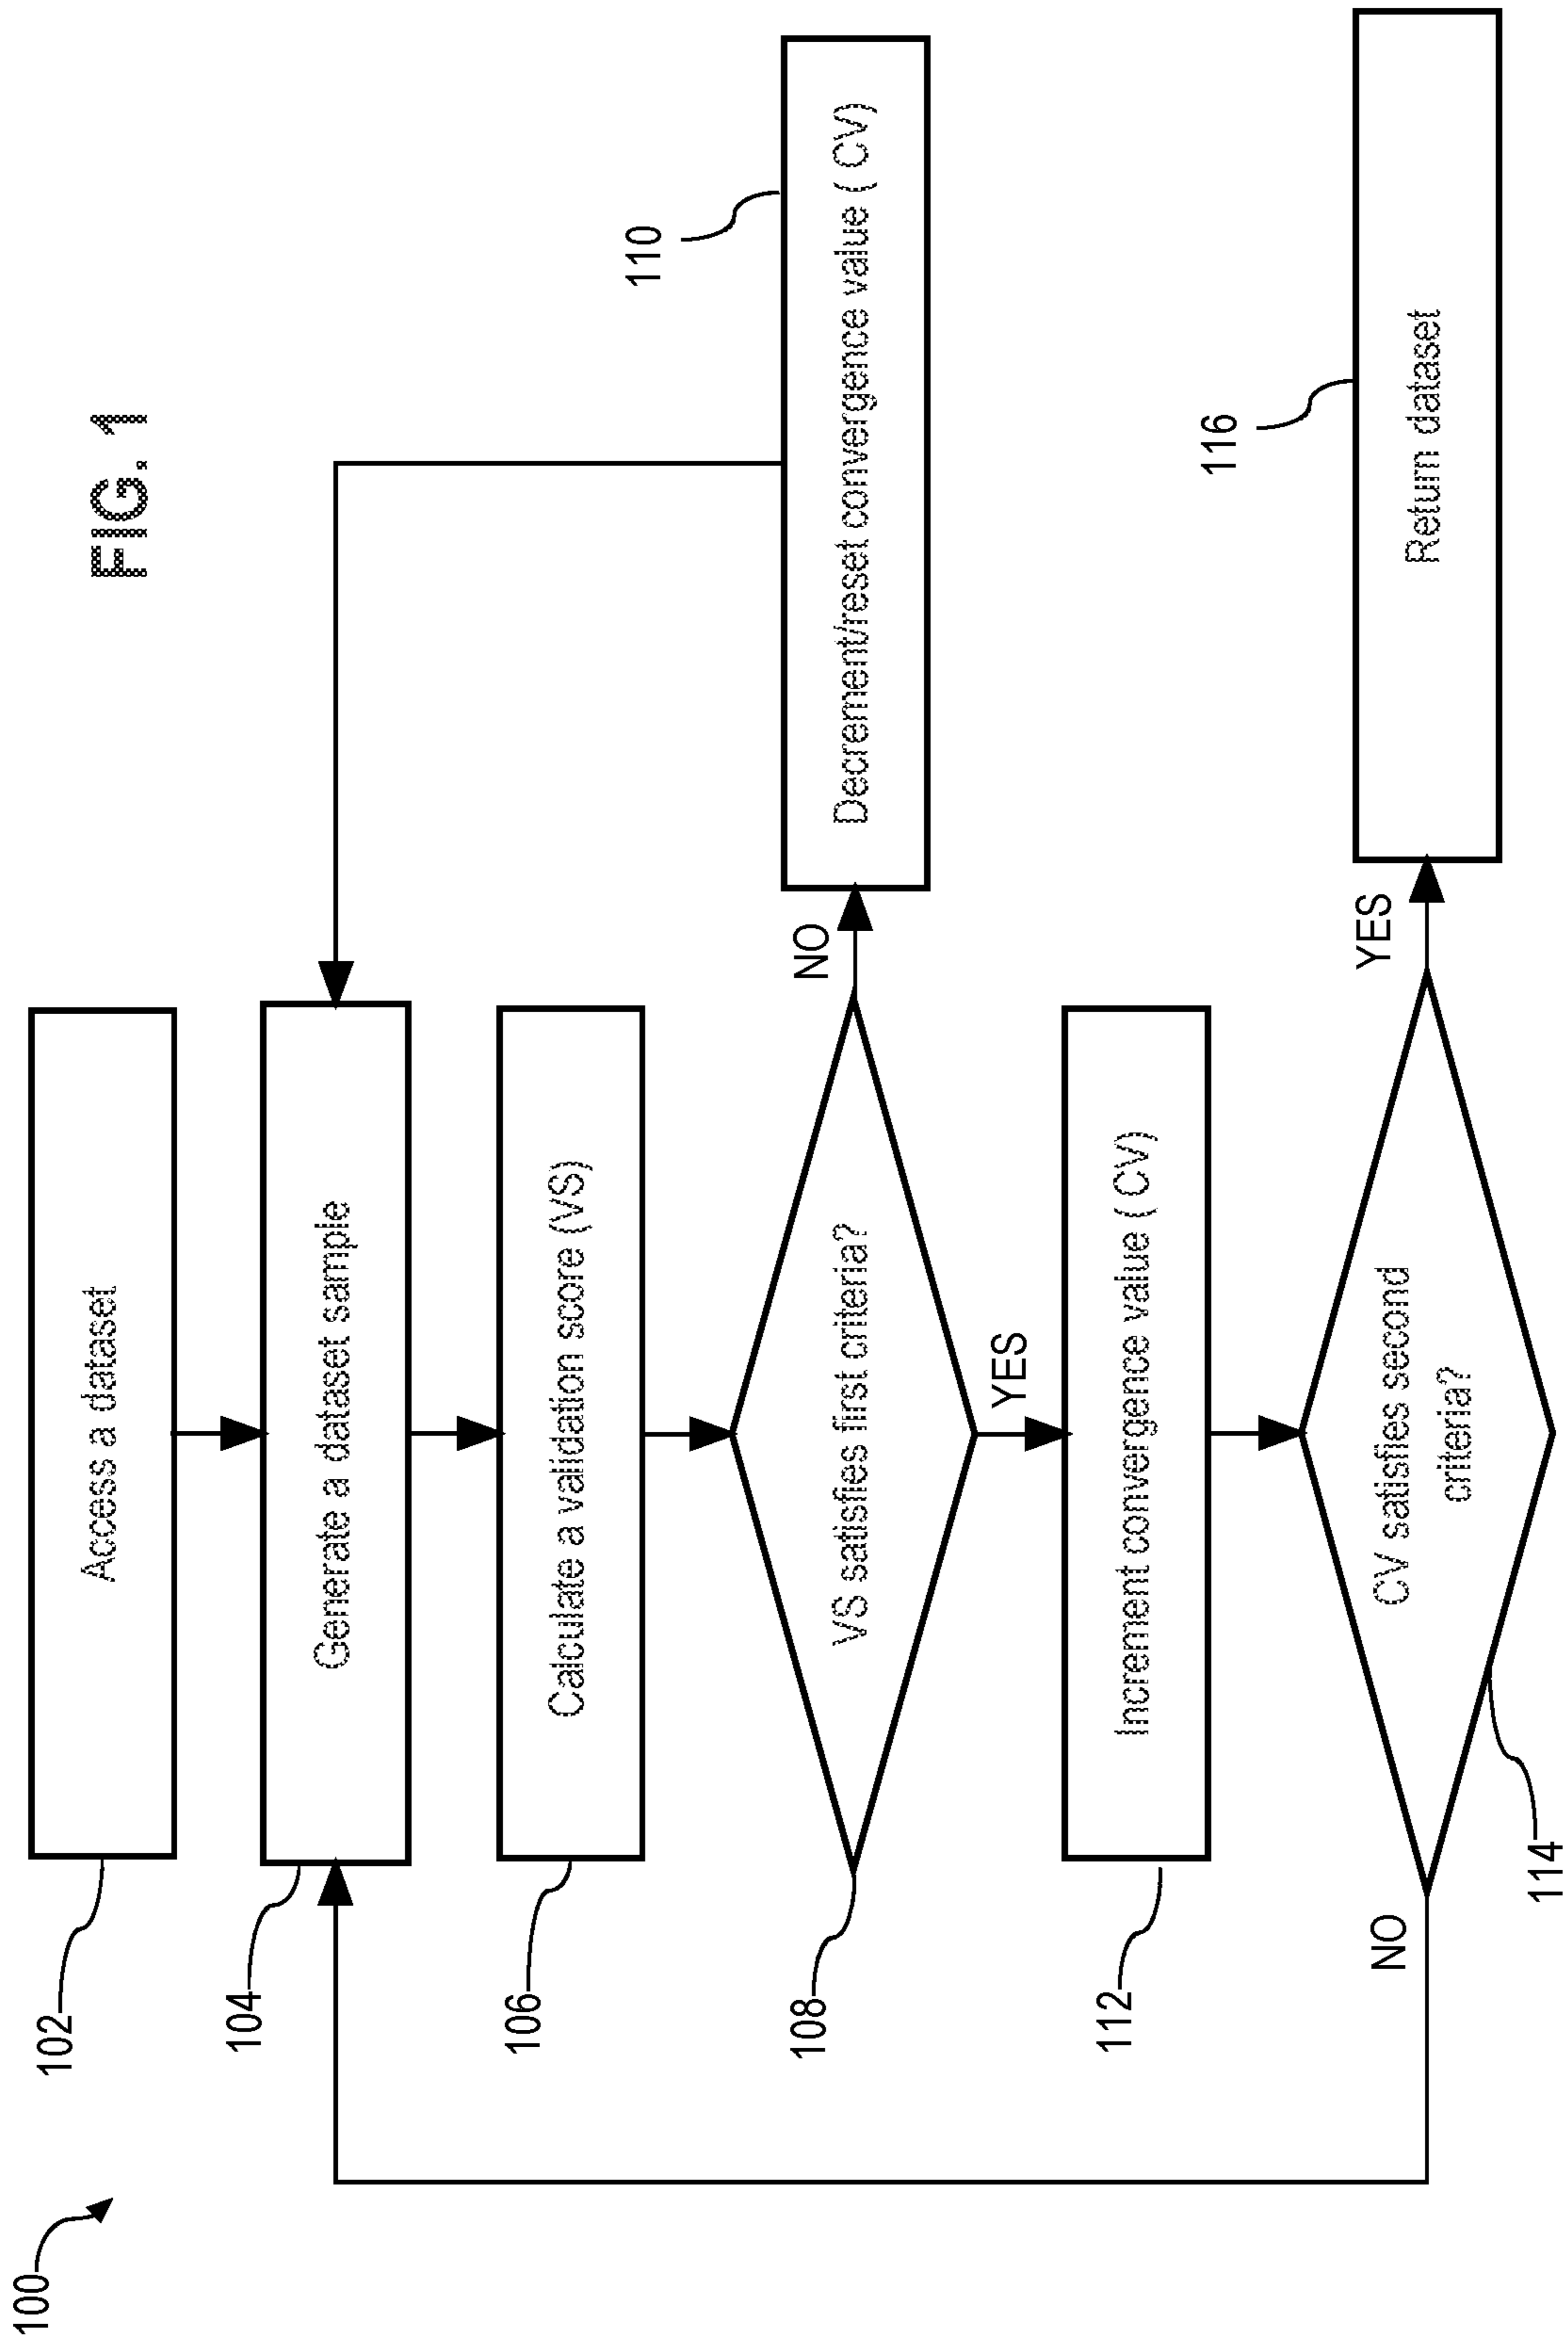 FIG. 1
100
102
Access a dataset
104
Generate a dataset sample
106
Calculate a validation score (VS)
108
VS satisfies first criteria?
NO
110
Decrement/reset convergence value ( CV)
YES
112
Increment convergence value ( CV)
CV satisfies second
criteria?
NO
114
YES
116
Return dataset